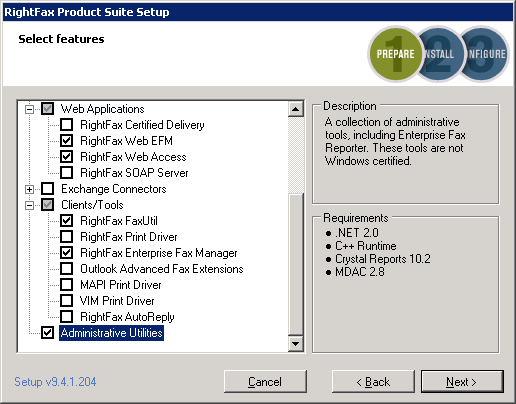 RightFax Product Suite Setup
Select features
1 2 3
PREPARE NSTALL NFIGURE
Web Applications
RightFax Certified Delivery
RightFax Web EFM
RightFax Web Access
RightFax SOAP Server
Exchange Connectors
Clients/Tools
RightFax FaxUtil
RightFax Print Driver
RightFax Enterprise Fax Manager
Outlook Advanced Fax Extensions
MAPI Print Driver
VIM Print Driver
RightFax AutoReply
Administrative Utilities
Description
A collection of administrative
tools, including Enterprise Fax
Reporter. These tools are not
Windows certified.
Requirements
• .NET 2.0
• C++ Runtime
• Crystal Reports 10.2
• MDAC 2.8
Setup v9.4.1.204
Cancel
< Back
Next >